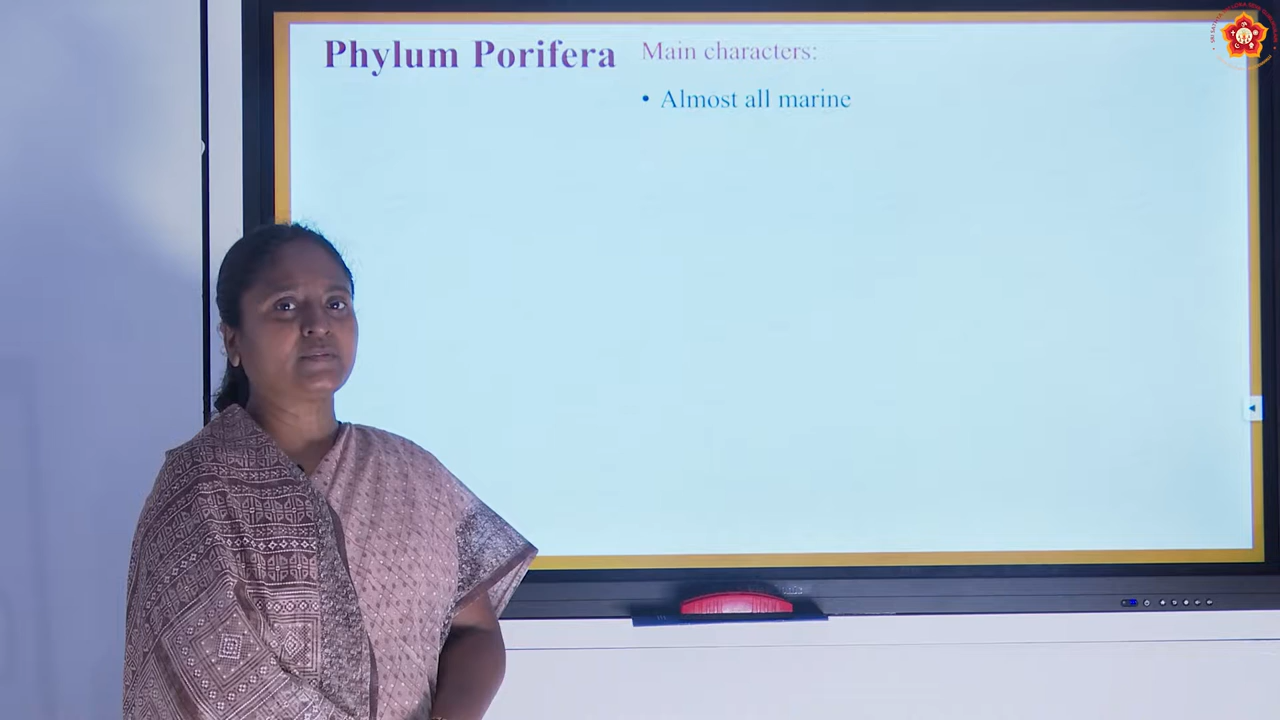 Phylum Porifera
Main characters:
• Almost all marine